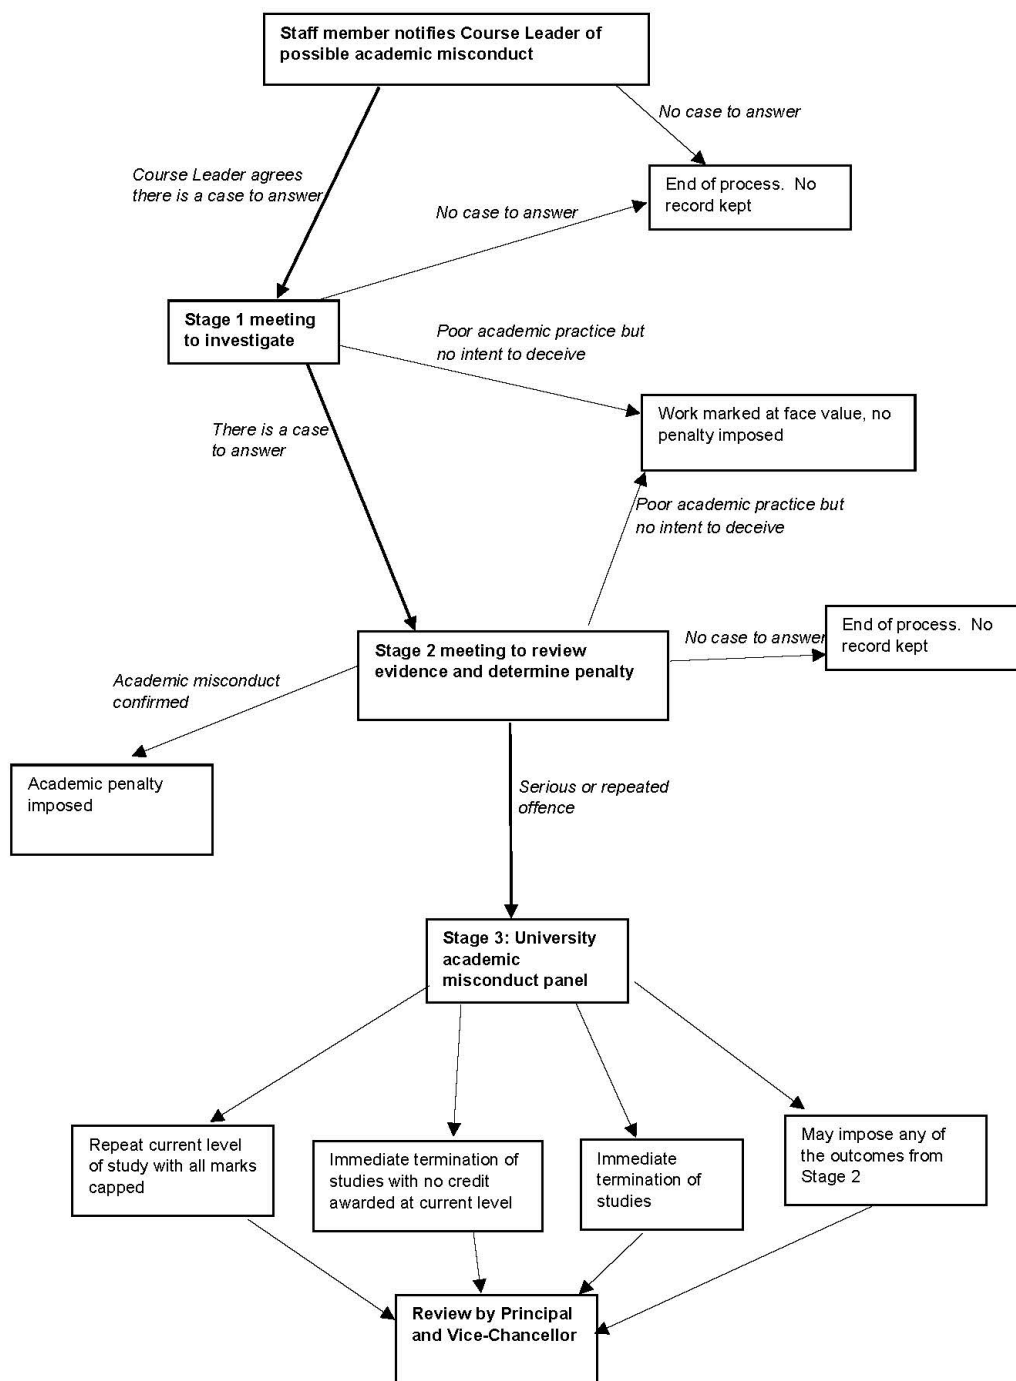 Staff member notifies Course Leader of
possible academic misconduct
No case to answer
Course Leader agrees
there is a case to answer
End of process.  No
record kept
No case to answer
Stage 1 meeting
to investigate
Poor academic practice but
no intent to deceive
Work marked at face value, no
penalty imposed
There is a case
to answer
Poor academic practice but
no intent to deceive
End of process.  No
record kept
No case to answer
Stage 2 meeting to review
evidence and determine penalty
Academic misconduct
confirmed
Academic penalty
imposed
Serious or repeated
offence
Stage 3: University
academic
misconduct panel
Repeat current level
of study with all marks
capped
Immediate termination of
studies with no credit
awarded at current level
Immediate
termination of
studies
May impose any of
the outcomes from
Stage 2
Review by Principal
and Vice-Chancellor